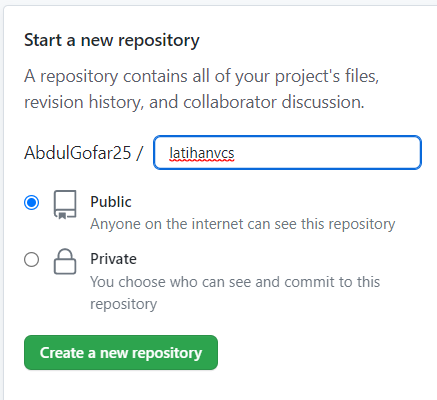 Start a new repository
A repository contains all of your project's files,
revision history, and collaborator discussion.
AbdulGofar25 / latihanvcs
Public
Anyone on the internet can see this repository
Private
You choose who can see and commit to this
repository
Create a new repository